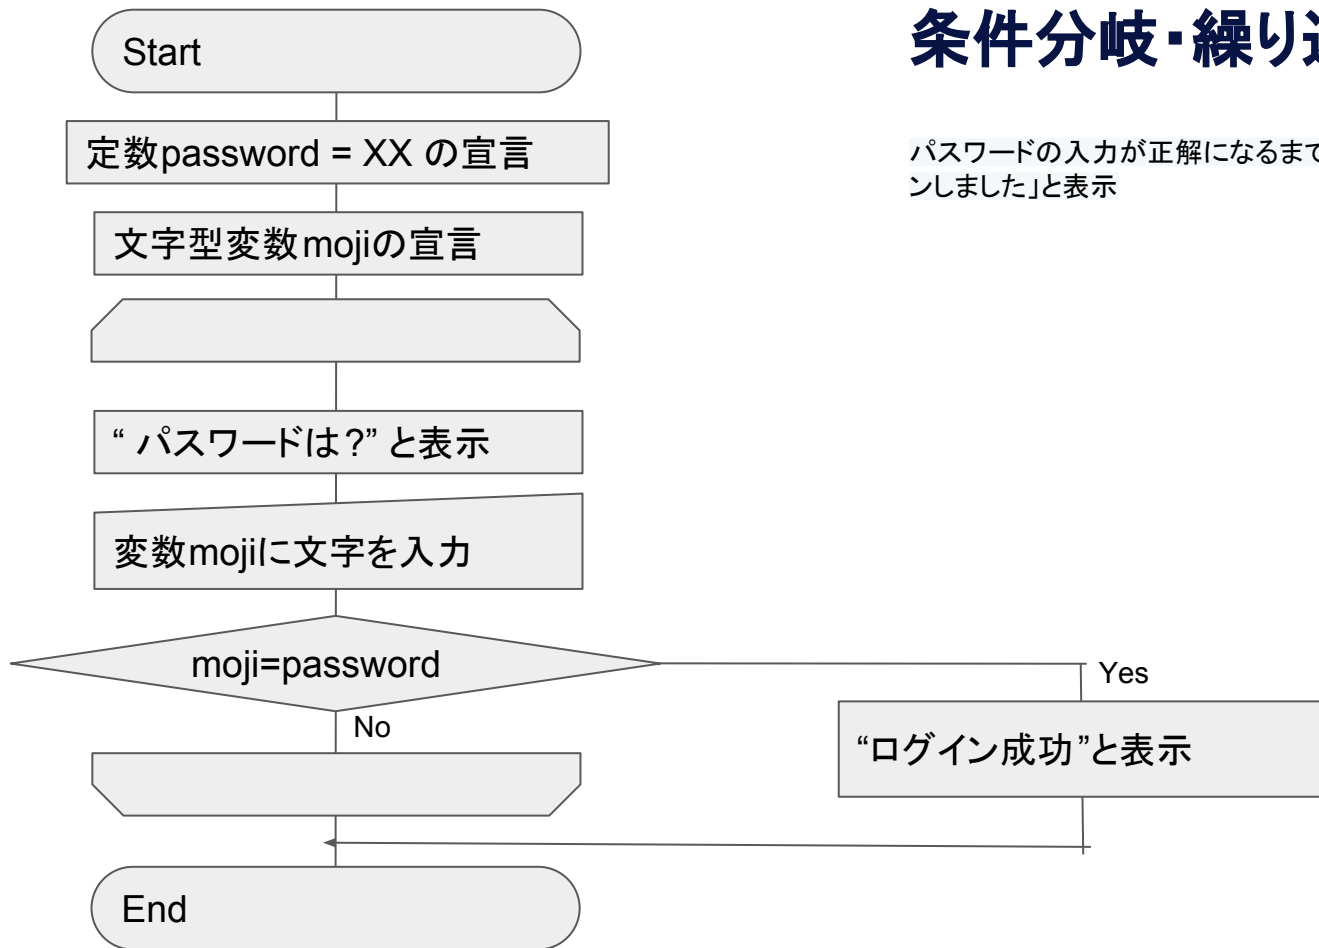 Start
定数password = XX の宣言
文字型変数mojiの宣言
“ パスワードは?” と表示
変数mojiに文字を入力
moji=password
No
Yes
“ログイン成功”と表示
End
条件分岐・繰り返
パスワードの入力が正解になるまで
ンしました」と表示